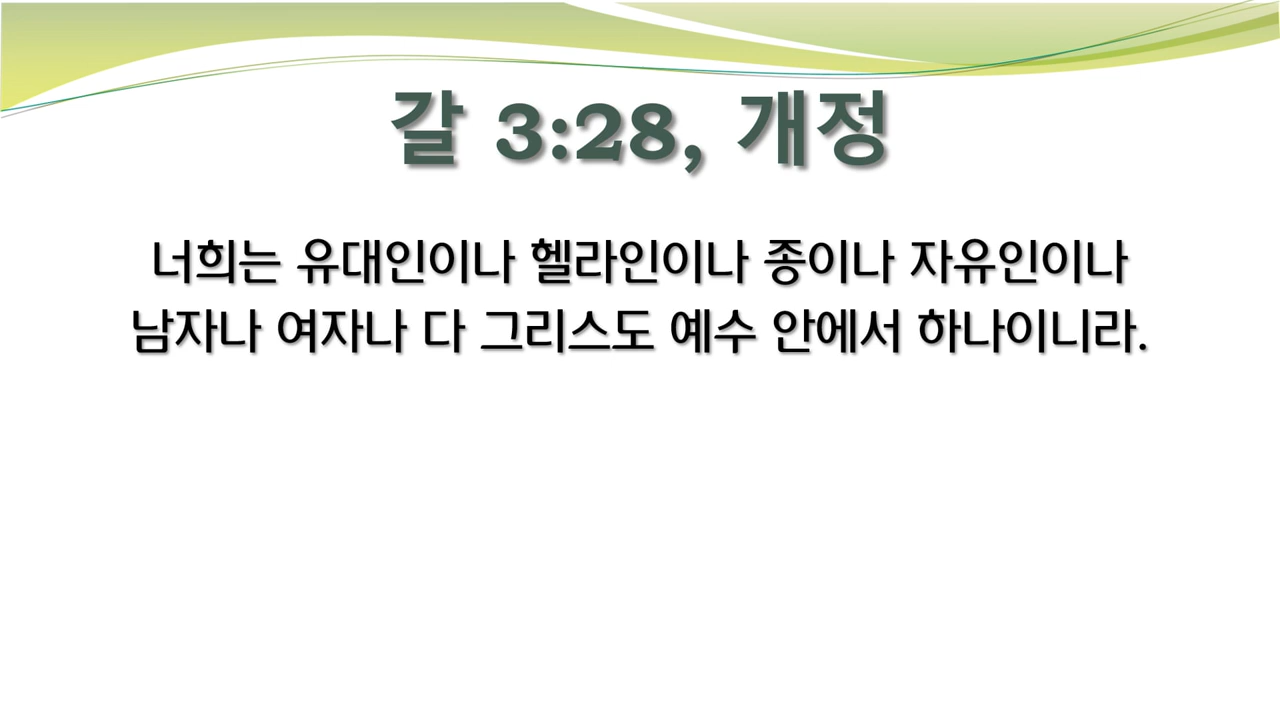 갈 3:28, 개정
너희는 유대인이나 헬라인이나 종이나 자유인이나
남자나 여자나 다 그리스도 예수 안에서 하나이니라.